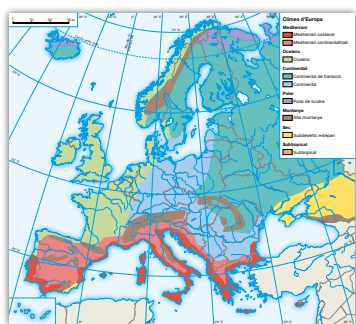 Climes d'Europa
Mediterrani
Mediterrani costaner
Mediterrani continentalitzat
Oceànic
Oceànic
Continental
Continental de transició
Continental
Polar
Polar de tundra
Muntanya
Alta muntanya
Sec
Subdesèrtic estepari
Subtropical
Subtropical